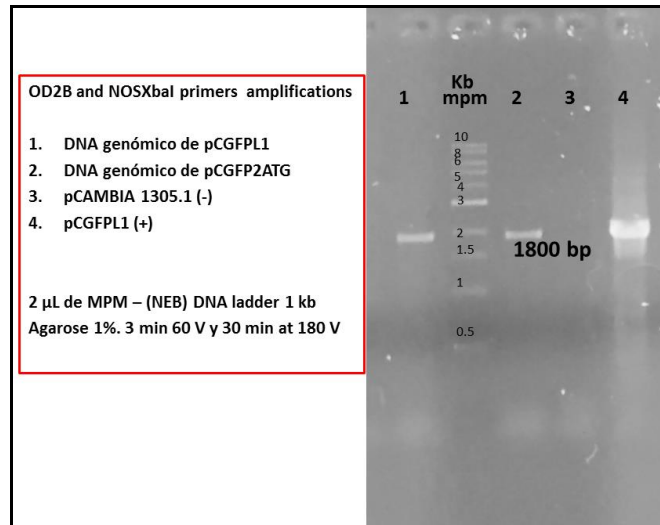 OD2B and NOSXbaI primers amplifications
1. DNA genómico de pCGFPL1
2. DNA genómico de pCGFP2ATG
3. pCAMBIA 1305.1 (-)
4. pCGFPL1 (+)
2 µL de MPM – (NEB) DNA ladder 1 kb
Agarose 1%. 3 min 60 V y 30 min at 180 V
Kb
1 mpm 2 3 4
10
8
6
5
4
3
2
1800 bp
1.5
1
0.5